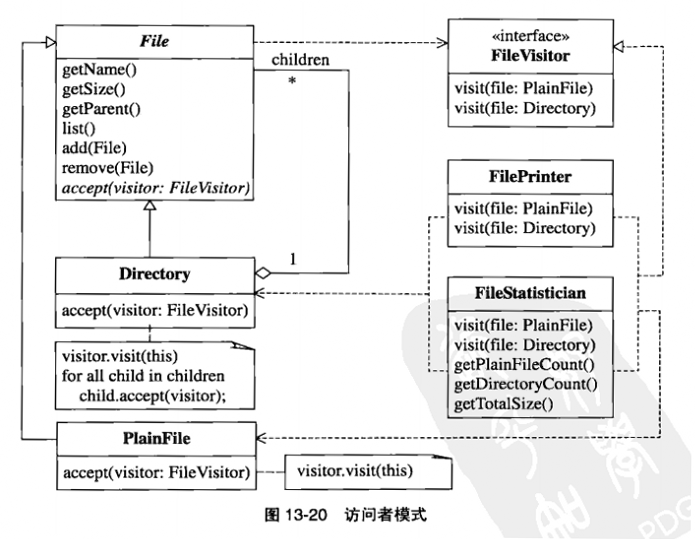 File
getName()
getSize()
getParent()
list()
add(File)
remove(File)
accept(visitor: FileVisitor)
children
*
1
«interface»
FileVisitor
visit(file: PlainFile)
visit(file: Directory)
FilePrinter
visit(file: PlainFile)
visit(file: Directory)
Directory
accept(visitor: FileVisitor)
visitor.visit(this)
for all child in children
child.accept(visitor);
FileStatistician
visit(file: PlainFile)
visit(file: Directory)
getPlainFileCount()
getDirectoryCount()
getTotalSize()
PlainFile
accept(visitor: FileVisitor)
visitor.visit(this)
图 13-20 访问者模式
PDG